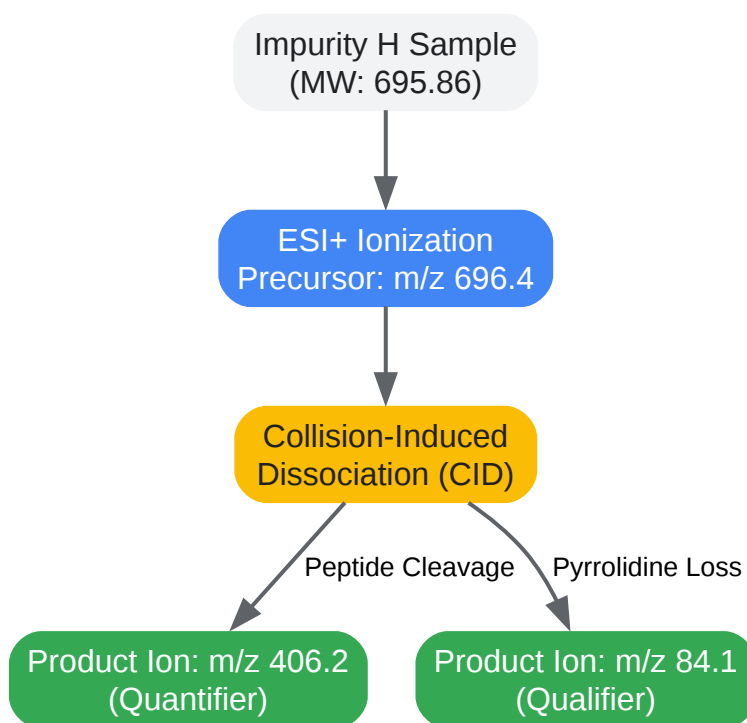 Impurity H Sample
(MW: 695.86)
ESI+ Ionization
Precursor: m/z 696.4
Collision-Induced
Dissociation (CID)
Peptide Cleavage
Pyrrolidine Loss
Product Ion: m/z 406.2
(Quantifier)
Product Ion: m/z 84.1
(Qualifier)